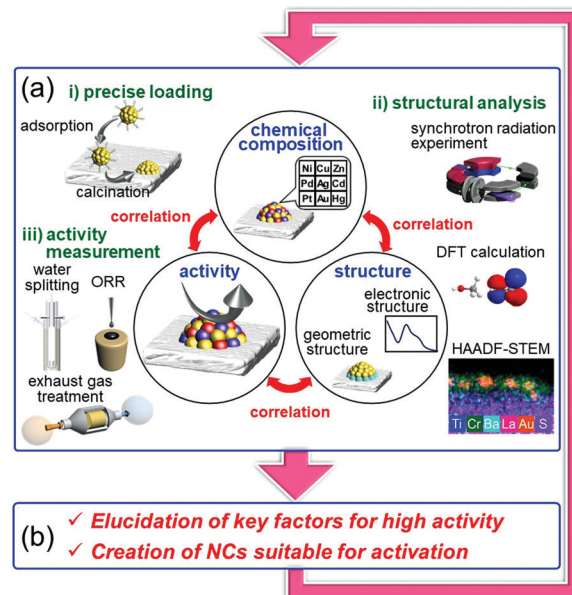 (a)
i) precise loading
adsorption
calcination
chemical
composition
Ni Cu Zn
Pd Ag Cd
Pt Au Hg
ii) structural analysis
synchrotron radiation
experiment
correlation
correlation
iii) activity
measurement
water
splitting
ORR
exhaust gas
treatment
activity
structure
electronic
structure
geometric
structure
correlation
DFT calculation
HAADF-STEM
Ti Cr Ba La Au S
(b)
✓ Elucidation of key factors for high activity
✓ Creation of NCs suitable for activation